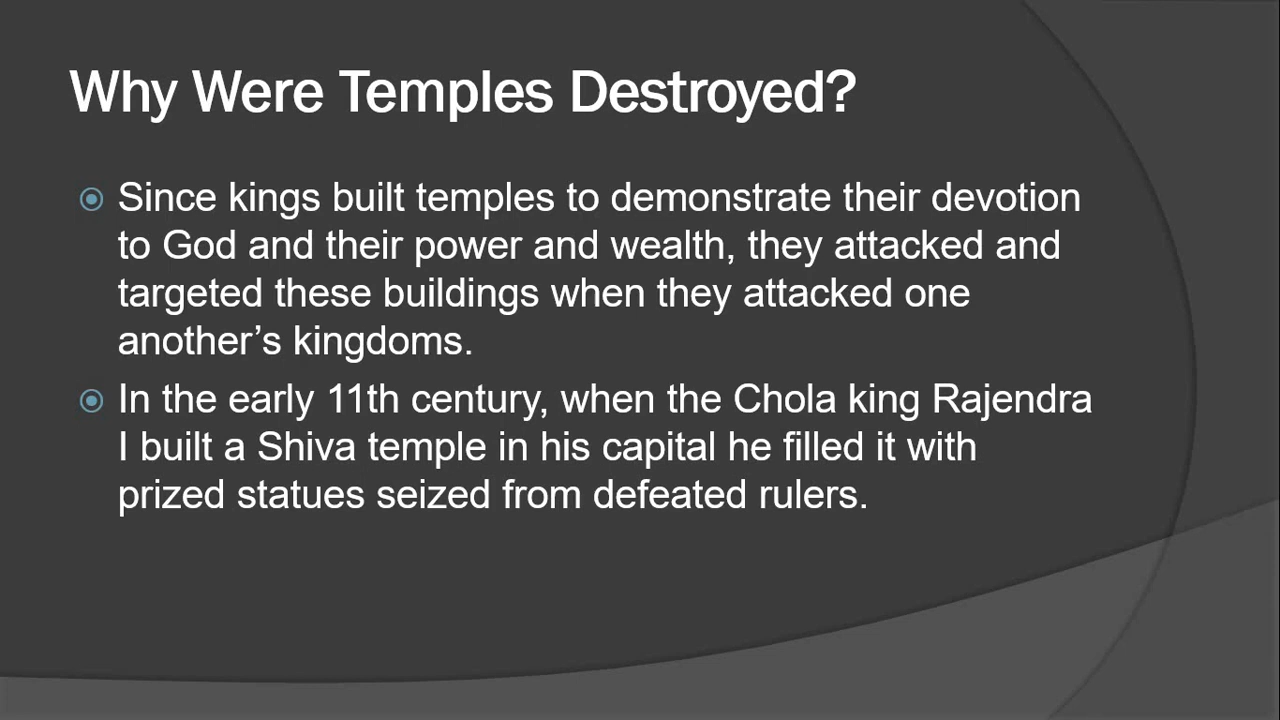 Why Were Temples Destroyed?
Since kings built temples to demonstrate their devotion
to God and their power and wealth, they attacked and
targeted these buildings when they attacked one
another’s kingdoms.
In the early 11th century, when the Chola king Rajendra
I built a Shiva temple in his capital he filled it with
prized statues seized from defeated rulers.